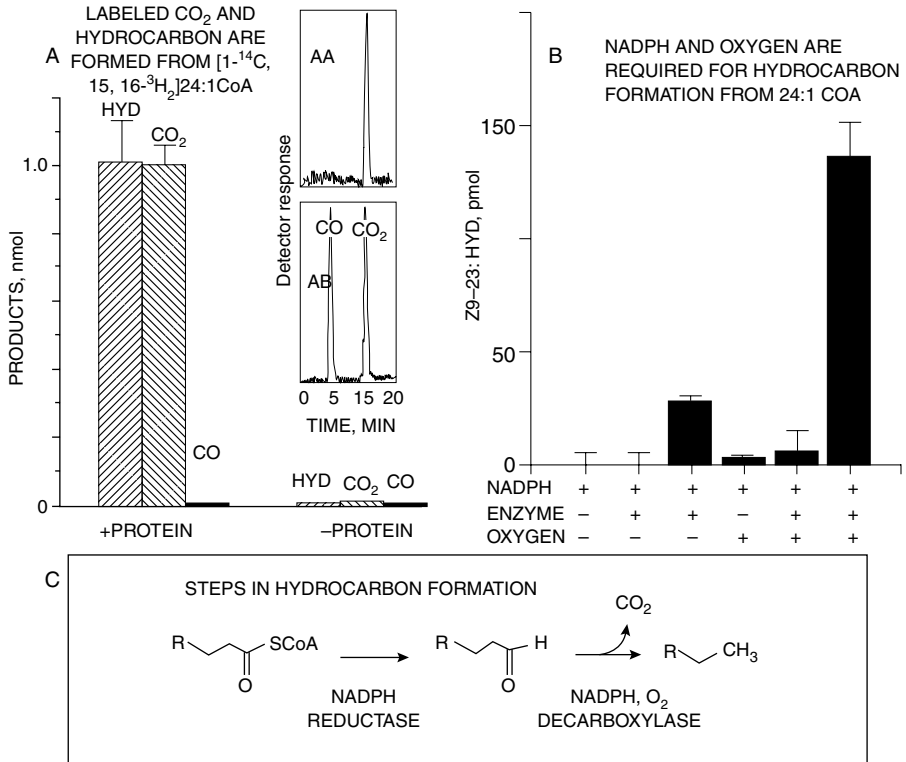 A
LABELED CO₂ AND
HYDROCARBON ARE
FORMED FROM [1-¹⁴C,
15, 16-³H₂]24:1CoA
PRODUCTS, nmol
1.0
0
HYD
CO₂
CO
HYD
CO₂
CO
+PROTEIN
–PROTEIN
Detector response
AA
AB
CO
CO₂
0 5 15 20
TIME, MIN
B
NADPH AND OXYGEN ARE
REQUIRED FOR HYDROCARBON
FORMATION FROM 24:1 COA
Z9–23: HYD, pmol
150
50
0
NADPH + + + + + +
ENZYME – + + – + +
OXYGEN – – – + + +
C
STEPS IN HYDROCARBON FORMATION
R SCoA O
NADPH
REDUCTASE
R H O
CO₂
NADPH, O₂
DECARBOXYLASE
R CH₃